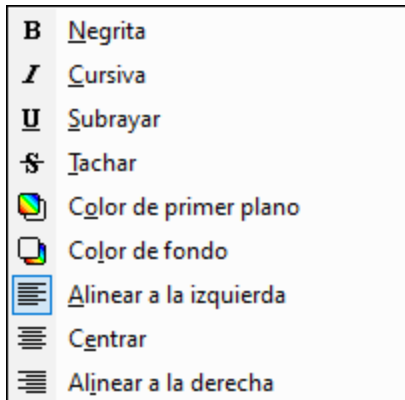 B Negrita
I Cursiva
U Subrayar
S Tachar
Color de primer plano
Color de fondo
Alinear a la izquierda
Centrar
Alinear a la derecha